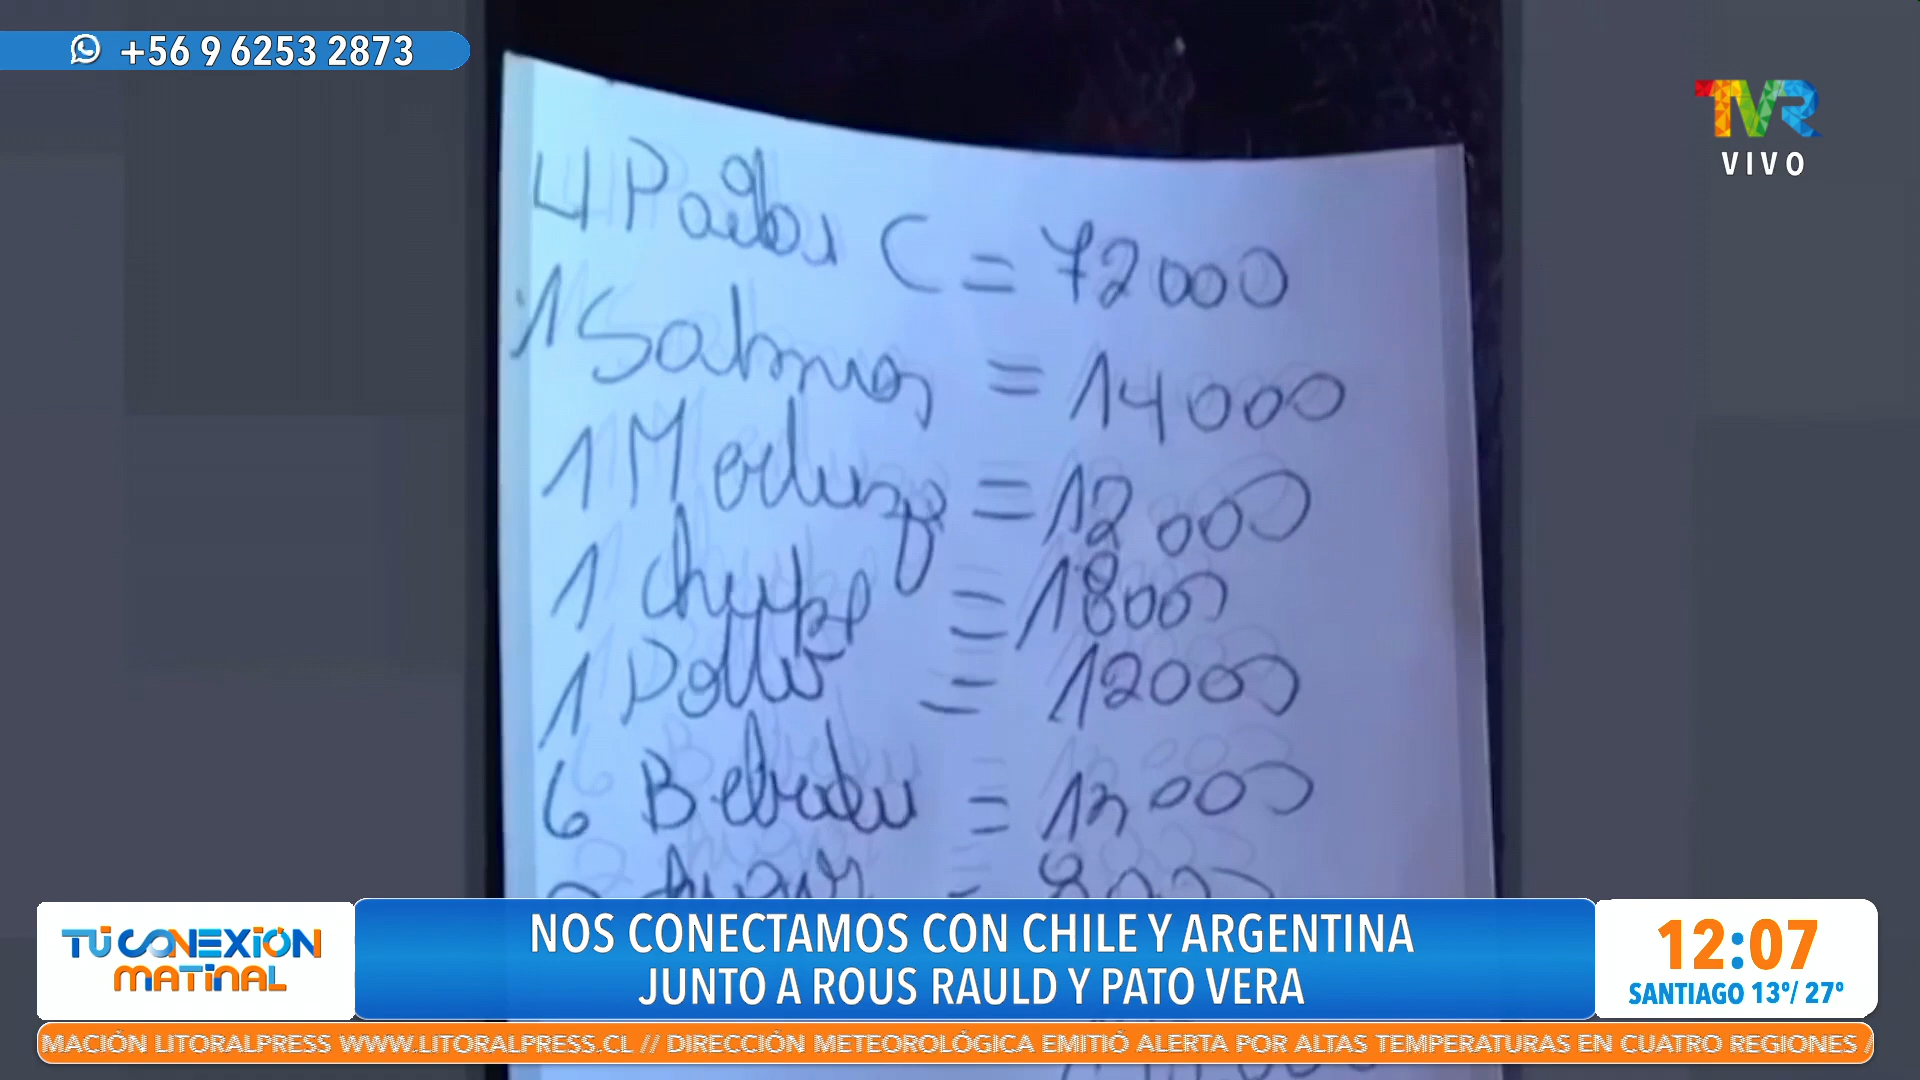 +56 9 6253 2873
TVR
VIVO
4 Pailas C = 72000
1 Salmon = 14000
1 Merluza = 12000
1 chupe = 18000
1 Pollo = 12000
6 Bebidas = 12000
TÚ CONEXIÓN
MATINAL
NOS CONECTAMOS CON CHILE Y ARGENTINA
JUNTO A ROUS RAULD Y PATO VERA
12:07
SANTIAGO 13°/ 27°
MACIÓN LITORALPRESS WWW.LITORALPRESS.CL // DIRECCIÓN METEOROLÓGICA EMITIÓ ALERTA POR ALTAS TEMPERATURAS EN CUATRO REGIONES /